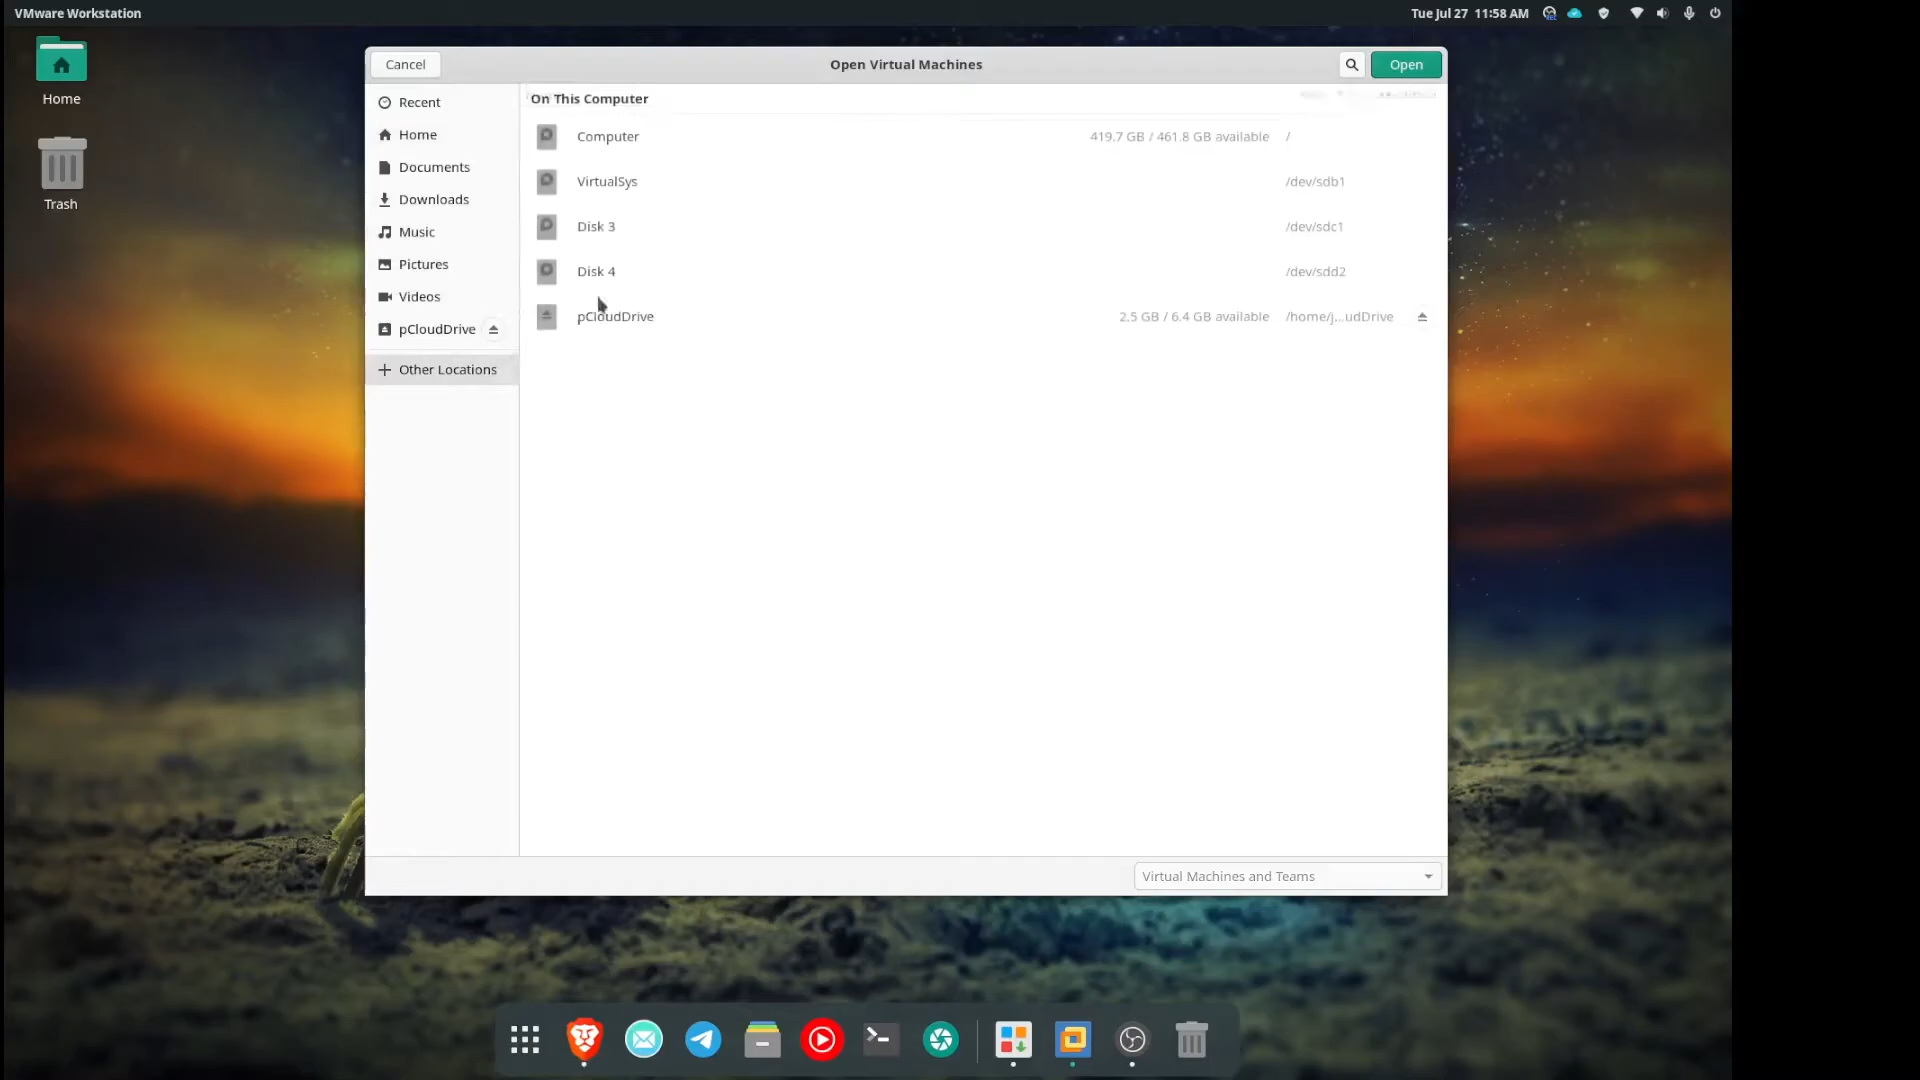 VMware Workstation
Tue Jul 27 11:58 AM
Home
Trash
Cancel
Open Virtual Machines
Open
Recent
Home
Documents
Downloads
Music
Pictures
Videos
pCloudDrive
Other Locations
On This Computer
Computer 419.7 GB / 461.8 GB available /
VirtualSys /dev/sdb1
Disk 3 /dev/sdc1
Disk 4 /dev/sdd2
pCloudDrive 2.5 GB / 6.4 GB available /home/j...udDrive
Virtual Machines and Teams